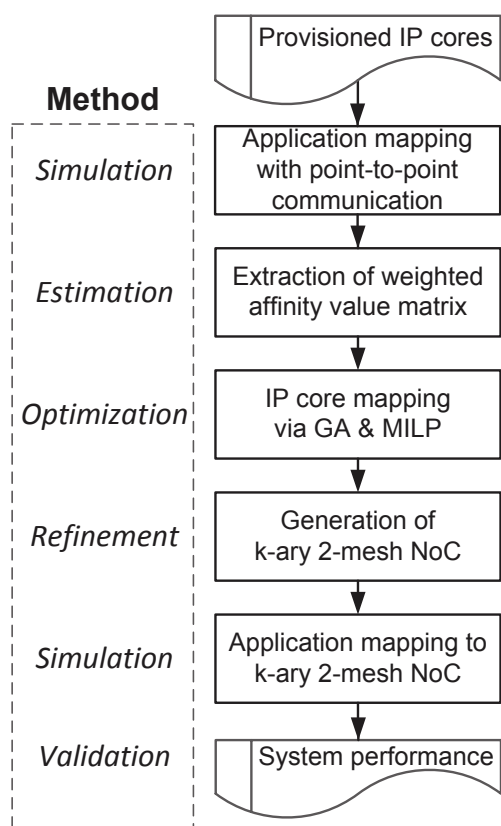 Provisioned IP cores
Method
Simulation
Application mapping
with point-to-point
communication
Estimation
Extraction of weighted
affinity value matrix
Optimization
IP core mapping
via GA & MILP
Refinement
Generation of
k-ary 2-mesh NoC
Simulation
Application mapping to
k-ary 2-mesh NoC
Validation
System performance